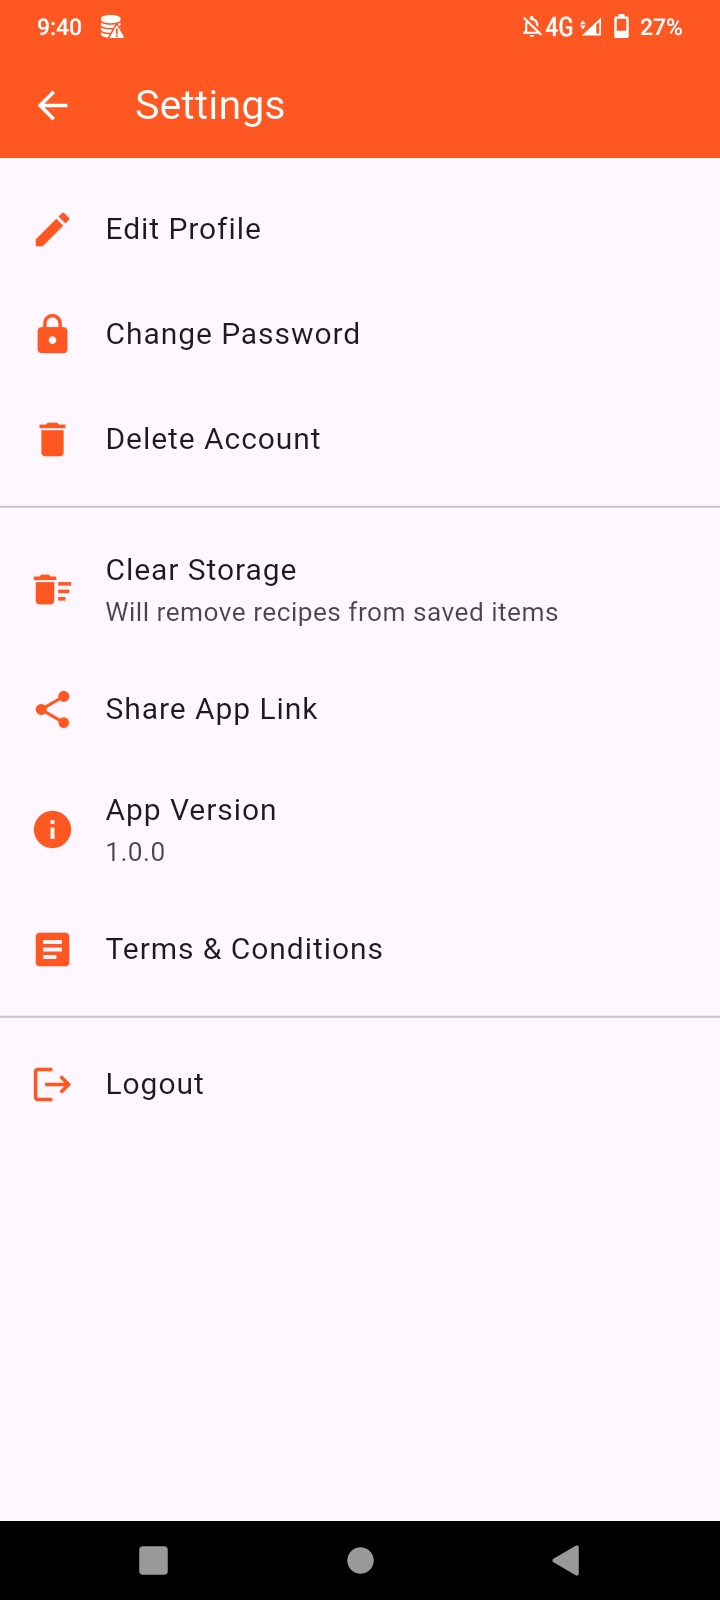 9:40 4G 27%
Settings
Edit Profile
Change Password
Delete Account
Clear Storage
Will remove recipes from saved items
Share App Link
App Version
1.0.0
Terms & Conditions
Logout